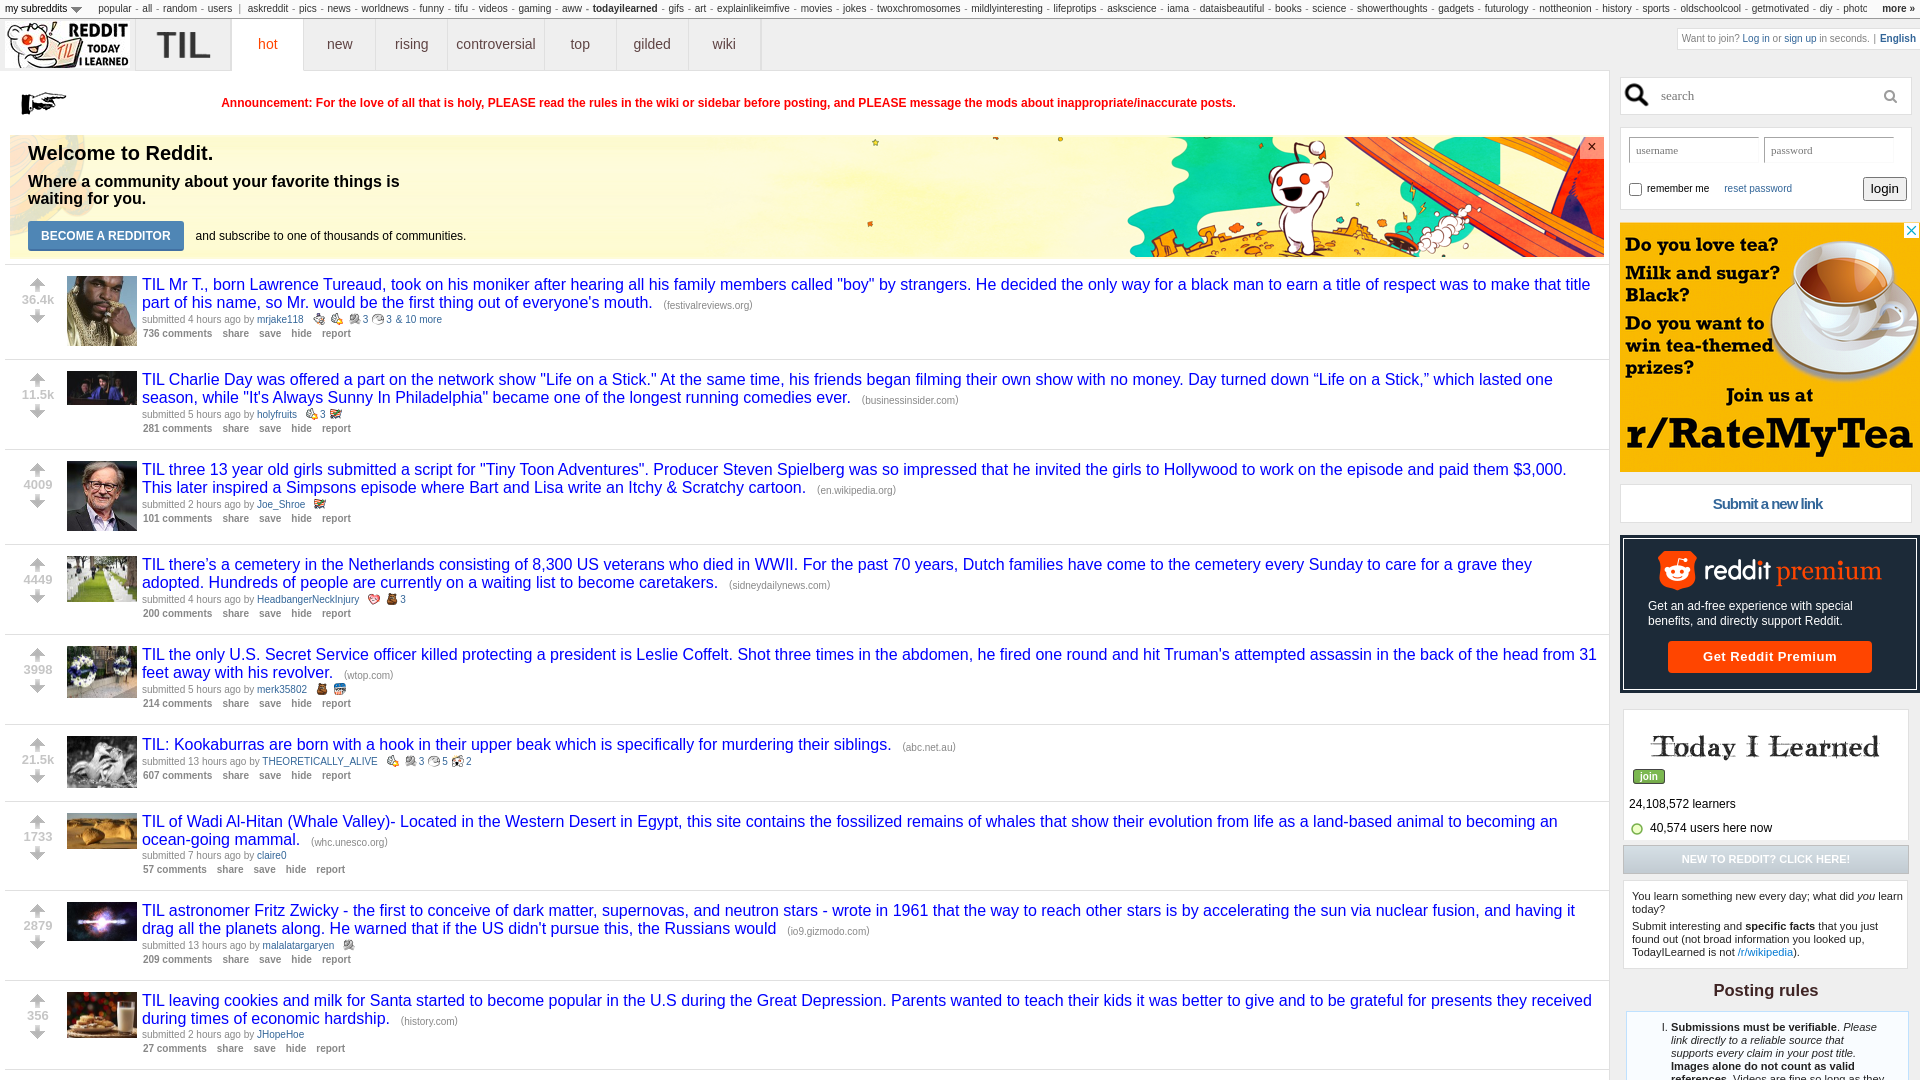 my subreddits popular - all - random - users | askreddit - pics - news - worldnews - funny - tifu - videos - gaming - aww - todayilearned - gifs - art - explainlikeimfive - movies - jokes - twoxchromosomes - mildlyinteresting - lifeprotips - askscience - iama - dataisbeautiful - books - science - showerthoughts - gadgets - futurology - nottheonion - history - sports - oldschoolcool - getmotivated - diy - photo more »
REDDIT
TODAY
I LEARNED
TIL
hot new rising controversial top gilded wiki
Want to join? Log in or sign up in seconds. | English
Announcement: For the love of all that is holy, PLEASE read the rules in the wiki or sidebar before posting, and PLEASE message the mods about inappropriate/inaccurate posts.
Welcome to Reddit.
Where a community about your favorite things is
waiting for you.
BECOME A REDDITOR and subscribe to one of thousands of communities.
×
36.4k
TIL Mr T., born Lawrence Tureaud, took on his moniker after hearing all his family members called "boy" by strangers. He decided the only way for a black man to earn a title of respect was to make that title
part of his name, so Mr. would be the first thing out of everyone's mouth. (festivalreviews.org)
submitted 4 hours ago by mrjake118 3 3 & 10 more
736 comments share save hide report
11.5k
TIL Charlie Day was offered a part on the network show "Life on a Stick." At the same time, his friends began filming their own show with no money. Day turned down “Life on a Stick,” which lasted one
season, while "It's Always Sunny In Philadelphia" became one of the longest running comedies ever. (businessinsider.com)
submitted 5 hours ago by holyfruits 3
281 comments share save hide report
4009
TIL three 13 year old girls submitted a script for "Tiny Toon Adventures". Producer Steven Spielberg was so impressed that he invited the girls to Hollywood to work on the episode and paid them $3,000.
This later inspired a Simpsons episode where Bart and Lisa write an Itchy & Scratchy cartoon. (en.wikipedia.org)
submitted 2 hours ago by Joe_Shroe
101 comments share save hide report
4449
TIL there’s a cemetery in the Netherlands consisting of 8,300 US veterans who died in WWII. For the past 70 years, Dutch families have come to the cemetery every Sunday to care for a grave they
adopted. Hundreds of people are currently on a waiting list to become caretakers. (sidneydailynews.com)
submitted 4 hours ago by HeadbangerNeckInjury 3
200 comments share save hide report
3998
TIL the only U.S. Secret Service officer killed protecting a president is Leslie Coffelt. Shot three times in the abdomen, he fired one round and hit Truman's attempted assassin in the back of the head from 31
feet away with his revolver. (wtop.com)
submitted 5 hours ago by merk35802
214 comments share save hide report
21.5k
TIL: Kookaburras are born with a hook in their upper beak which is specifically for murdering their siblings. (abc.net.au)
submitted 13 hours ago by THEORETICALLY_ALIVE 3 5 2
607 comments share save hide report
1733
TIL of Wadi Al-Hitan (Whale Valley)- Located in the Western Desert in Egypt, this site contains the fossilized remains of whales that show their evolution from life as a land-based animal to becoming an
ocean-going mammal. (whc.unesco.org)
submitted 7 hours ago by claire0
57 comments share save hide report
2879
TIL astronomer Fritz Zwicky - the first to conceive of dark matter, supernovas, and neutron stars - wrote in 1961 that the way to reach other stars is by accelerating the sun via nuclear fusion, and having it
drag all the planets along. He warned that if the US didn't pursue this, the Russians would (io9.gizmodo.com)
submitted 13 hours ago by malalatargaryen
209 comments share save hide report
356
TIL leaving cookies and milk for Santa started to become popular in the U.S during the Great Depression. Parents wanted to teach their kids it was better to give and to be grateful for presents they received
during times of economic hardship. (history.com)
submitted 2 hours ago by JHopeHoe
27 comments share save hide report
search
username password
remember me reset password login
Do you love tea?
Milk and sugar?
Black?
Do you want to
win tea-themed
prizes?
Join us at
r/RateMyTea
Submit a new link
reddit premium
Get an ad-free experience with special
benefits, and directly support Reddit.
Get Reddit Premium
Today I Learned
join
24,108,572 learners
40,574 users here now
NEW TO REDDIT? CLICK HERE!
You learn something new every day; what did you learn
today?
Submit interesting and specific facts that you just
found out (not broad information you looked up,
TodayILearned is not /r/wikipedia).
Posting rules
I. Submissions must be verifiable. Please
link directly to a reliable source that
supports every claim in your post title.
Images alone do not count as valid
references. Videos are fine so long as they